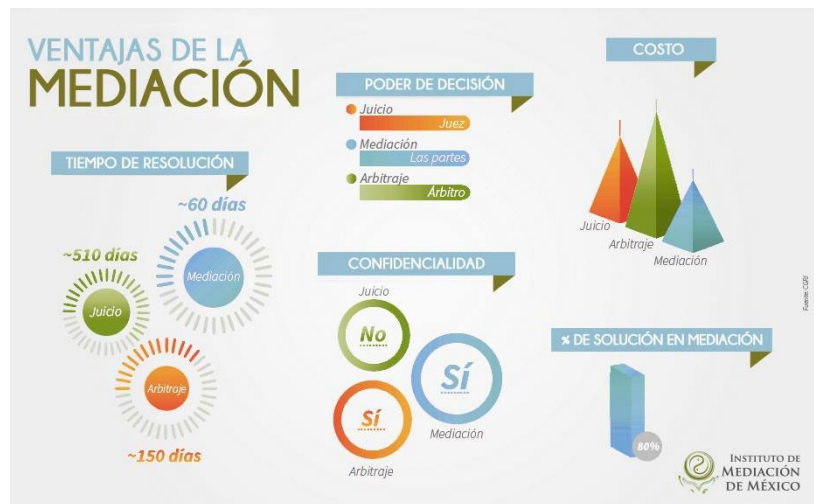 VENTAJAS DE LA
MEDIACIÓN
TIEMPO DE RESOLUCIÓN
~60 días
Mediación
~510 días
Juicio
Arbitraje
~150 días
PODER DE DECISIÓN
Juicio
Juez
Mediación
Las partes
Arbitraje
Árbitro
CONFIDENCIALIDAD
Juicio
No
Sí
Mediación
Sí
Arbitraje
COSTO
Juicio
Arbitraje
Mediación
% DE SOLUCIÓN EN MEDIACIÓN
80%
INSTITUTO DE
MEDIACIÓN
DE MÉXICO